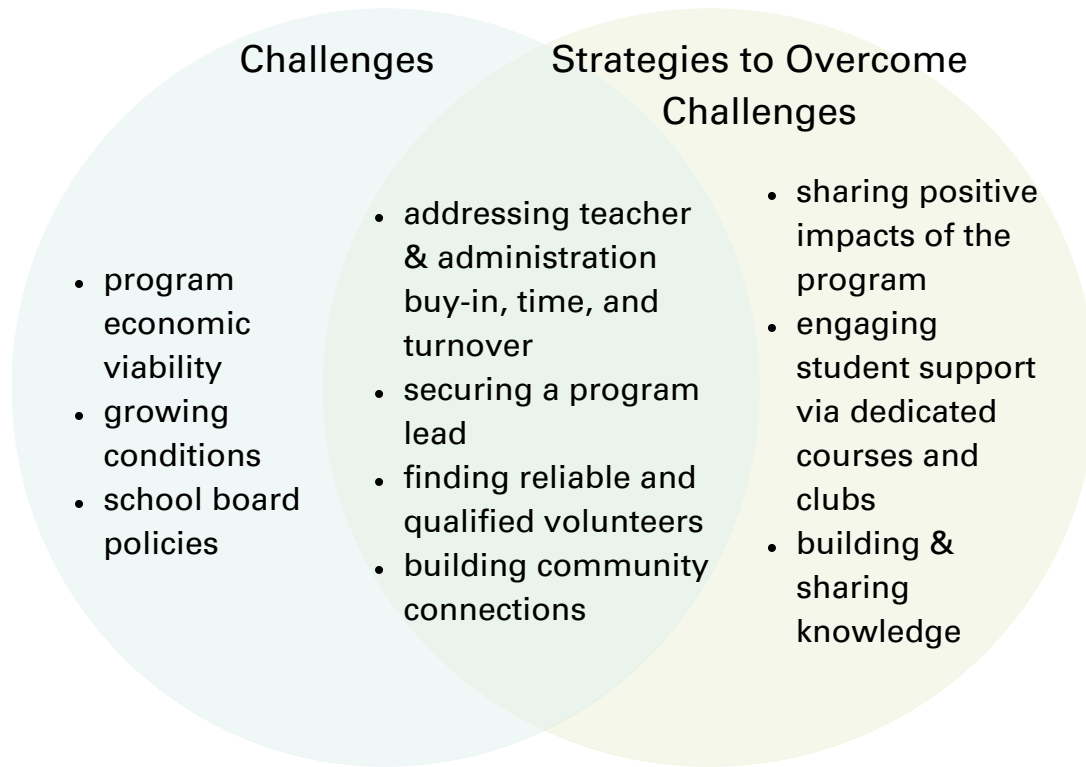 Challenges
Strategies to Overcome
Challenges
• program
economic
viability
• growing
conditions
• school board
policies
• addressing teacher
& administration
buy-in, time, and
turnover
• securing a program
lead
• finding reliable and
qualified volunteers
• building community
connections
• sharing positive
impacts of the
program
• engaging
student support
via dedicated
courses and
clubs
• building &
sharing
knowledge